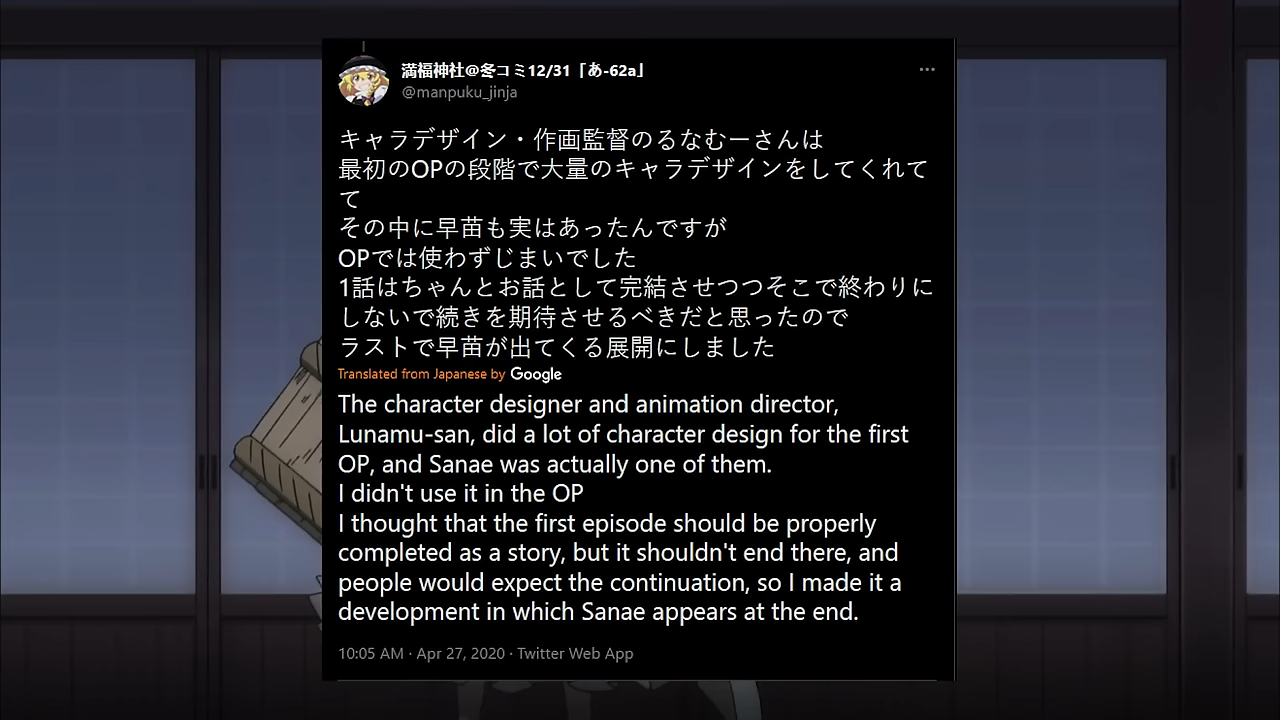 満福神社@冬コミ12/31「あ-62a」
@manpuku_jinja
キャラデザイン・作画監督のるなむーさんは
最初のOPの段階で大量のキャラデザインをしてくれて
て
その中に早苗も実はあったんですが
OPでは使わずじまいでした
1話はちゃんとお話として完結させつつそこで終わりに
しないで続きを期待させるべきだと思ったので
ラストで早苗が出てくる展開にしました
Translated from Japanese by Google
The character designer and animation director,
Lunamu-san, did a lot of character design for the first
OP, and Sanae was actually one of them.
I didn't use it in the OP
I thought that the first episode should be properly
completed as a story, but it shouldn't end there, and
people would expect the continuation, so I made it a
development in which Sanae appears at the end.
10:05 AM · Apr 27, 2020 · Twitter Web App